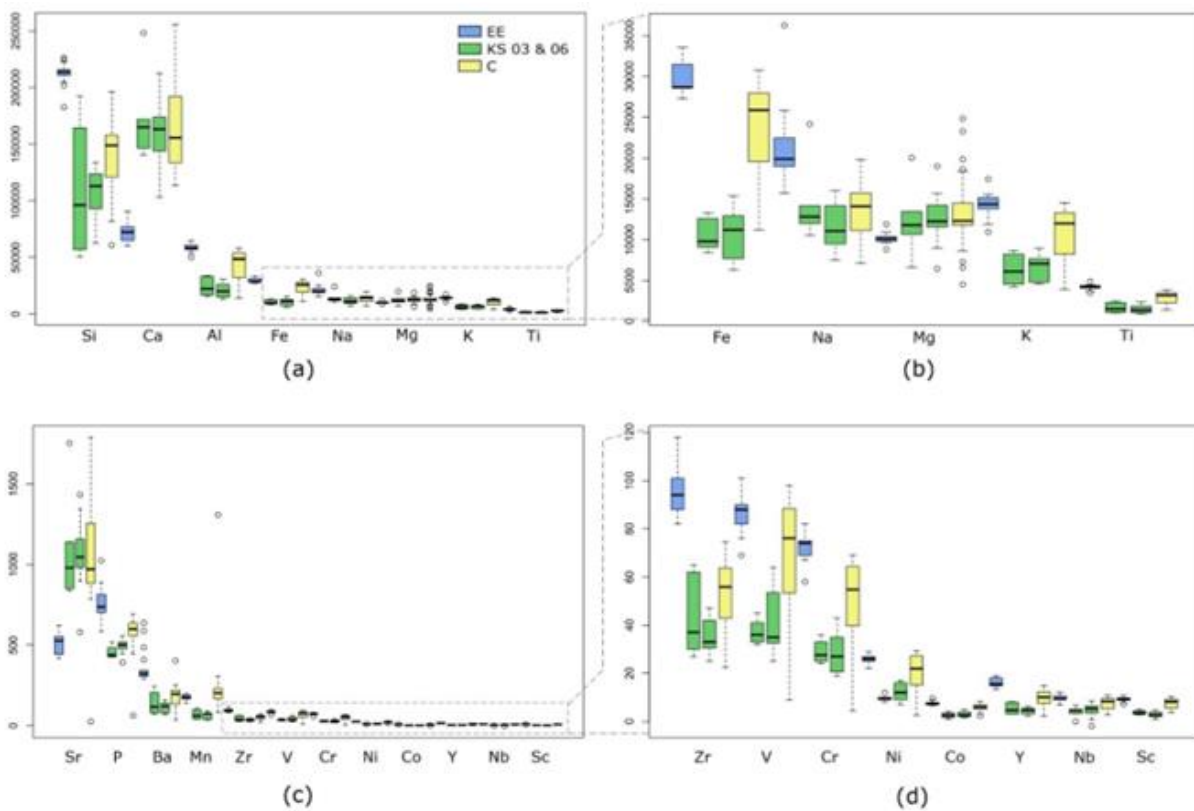 250000
200000
150000
100000
50000
0
EE
KS 03 & 06
C
Si Ca Al Fe Na Mg K Ti
(a)
35000
30000
25000
20000
15000
10000
5000
0
Fe Na Mg K Ti
(b)
1500
1000
500
0
Sr P Ba Mn Zr V Cr Ni Co Y Nb Sc
(c)
120
100
80
60
40
20
0
Zr V Cr Ni Co Y Nb Sc
(d)